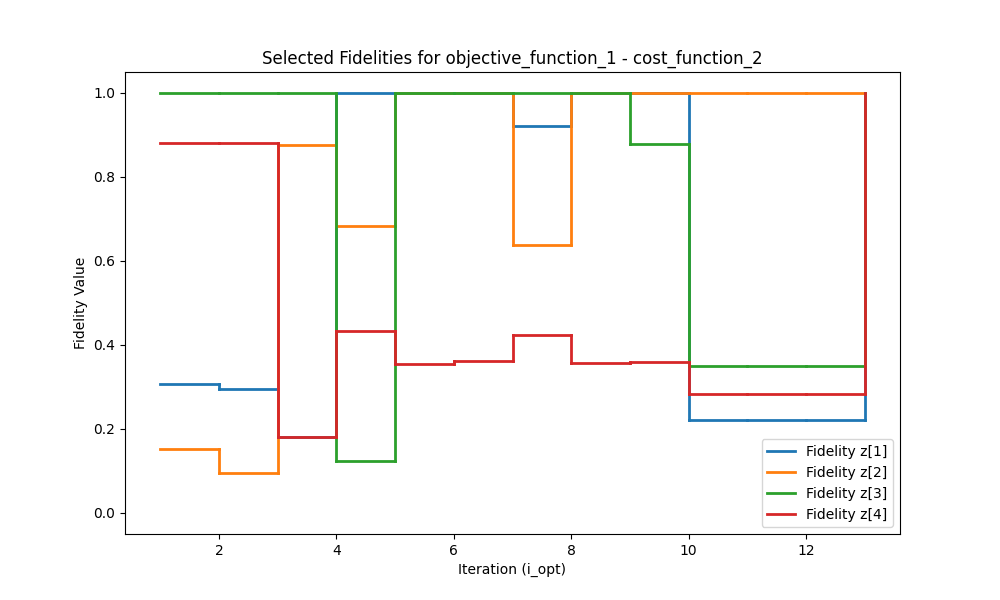 Selected Fidelities for objective_function_1 - cost_function_2
1.0
0.8
0.6
0.4
0.2
0.0
Fidelity Value
2
4
6
8
10
12
Iteration (i_opt)
Fidelity z[1]
Fidelity z[2]
Fidelity z[3]
Fidelity z[4]